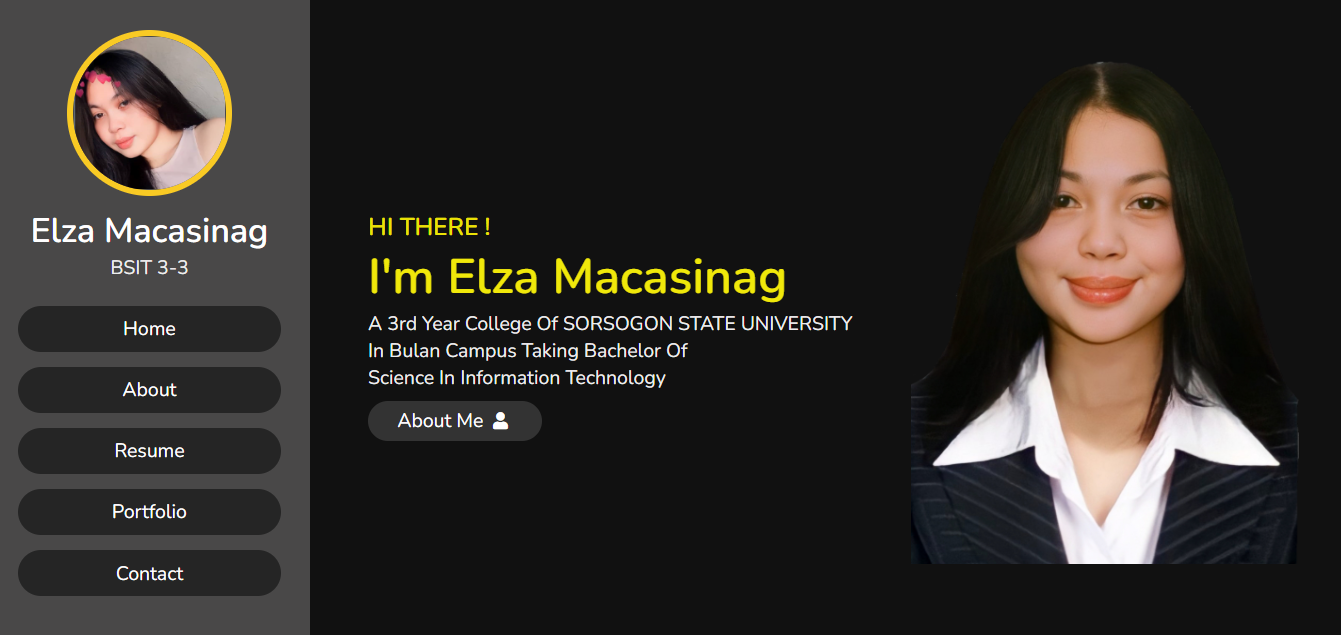 Elza Macasinag
BSIT 3-3
Home
About
Resume
Portfolio
Contact
HI THERE !
I'm Elza Macasinag
A 3rd Year College Of SORSOGON STATE UNIVERSITY
In Bulan Campus Taking Bachelor Of
Science In Information Technology
About Me